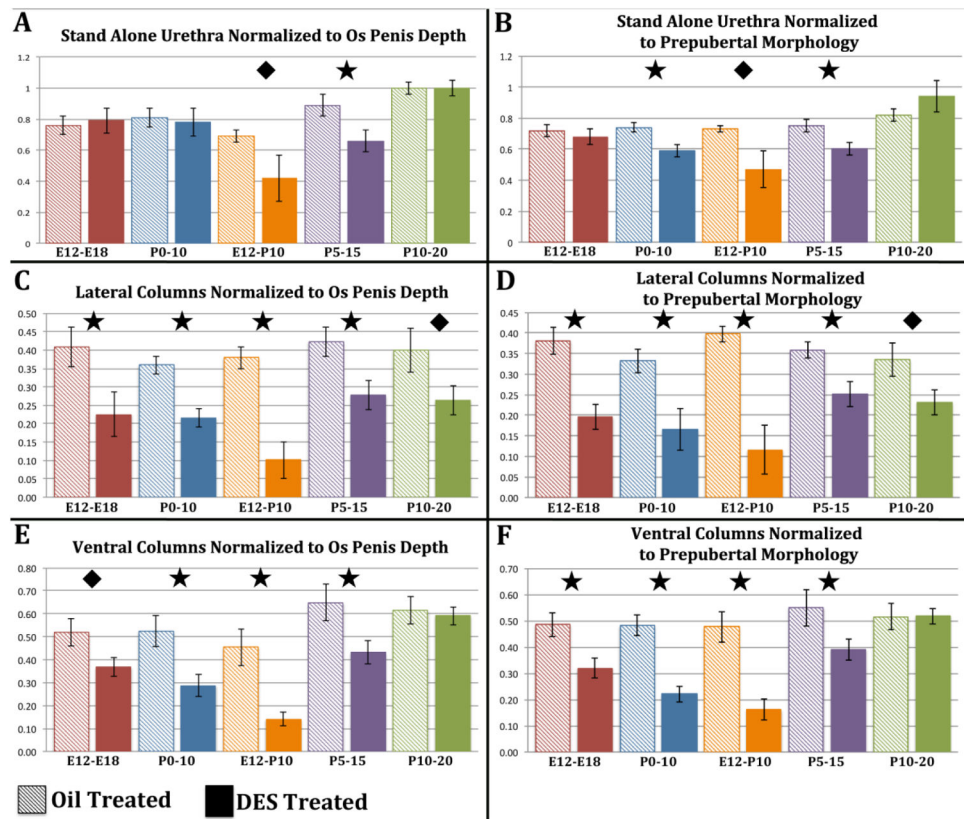 A
Stand Alone Urethra Normalized to Os Penis Depth
1.2
1
0.8
0.6
0.4
0.2
0
E12-E18 P0-10 E12-P10 P5-15 P10-20
B
Stand Alone Urethra Normalized
to Prepubertal Morphology
1.2
1
0.8
0.6
0.4
0.2
0
E12-E18 P0-10 E12-P10 P5-15 P10-20
C
Lateral Columns Normalized to Os Penis Depth
0.50
0.45
0.40
0.35
0.30
0.25
0.20
0.15
0.10
0.05
0.00
E12-E18 P0-10 E12-P10 P5-15 P10-20
D
Lateral Columns Normalized
to Prepubertal Morphology
0.45
0.40
0.35
0.30
0.25
0.20
0.15
0.10
0.05
0.00
E12-E18 P0-10 E12-P10 P5-15 P10-20
E
Ventral Columns Normalized to Os Penis Depth
0.80
0.70
0.60
0.50
0.40
0.30
0.20
0.10
0.00
E12-E18 P0-10 E12-P10 P5-15 P10-20
F
Ventral Columns Normalized
to Prepubertal Morphology
0.70
0.60
0.50
0.40
0.30
0.20
0.10
0.00
E12-E18 P0-10 E12-P10 P5-15 P10-20
Oil Treated DES Treated